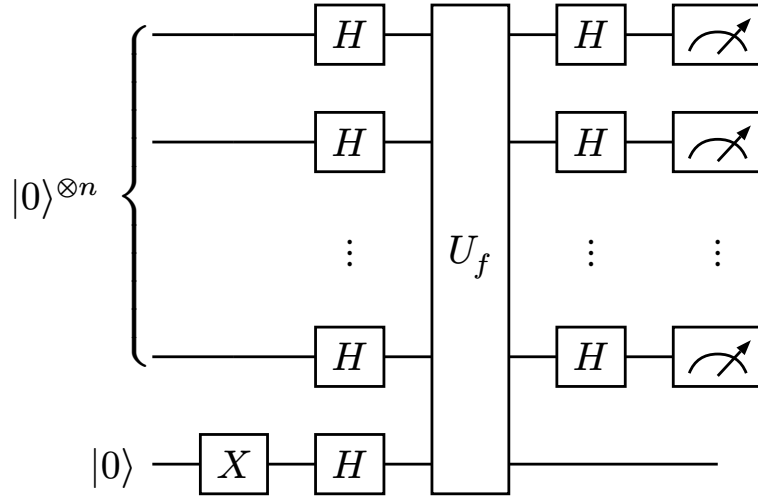 H H
H H
|0⟩⊗n
⋮ U_f ⋮ ⋮
H H
|0⟩ X H